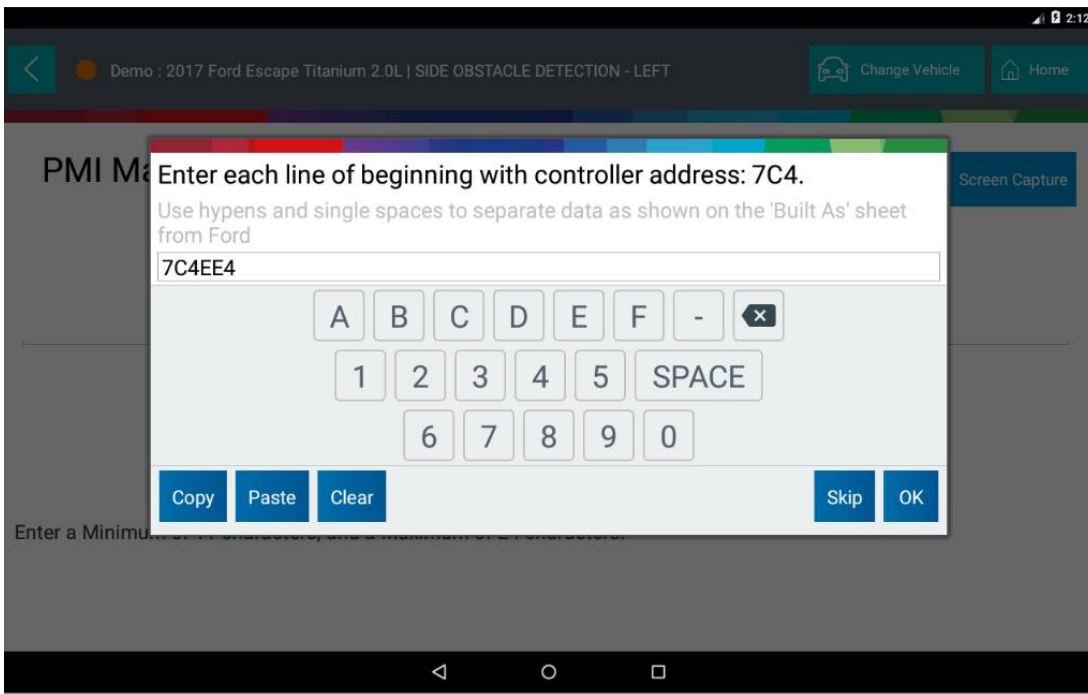 2:12
Demo : 2017 Ford Escape Titanium 2.0L | SIDE OBSTACLE DETECTION - LEFT
Change Vehicle
Home
PMI Ma
Screen Capture
Enter each line of beginning with controller address: 7C4.
Use hypens and single spaces to separate data as shown on the 'Built As' sheet
from Ford
7C4EE4
A B C D E F -
1 2 3 4 5 SPACE
6 7 8 9 0
Copy Paste Clear Skip OK
Enter a Minimu